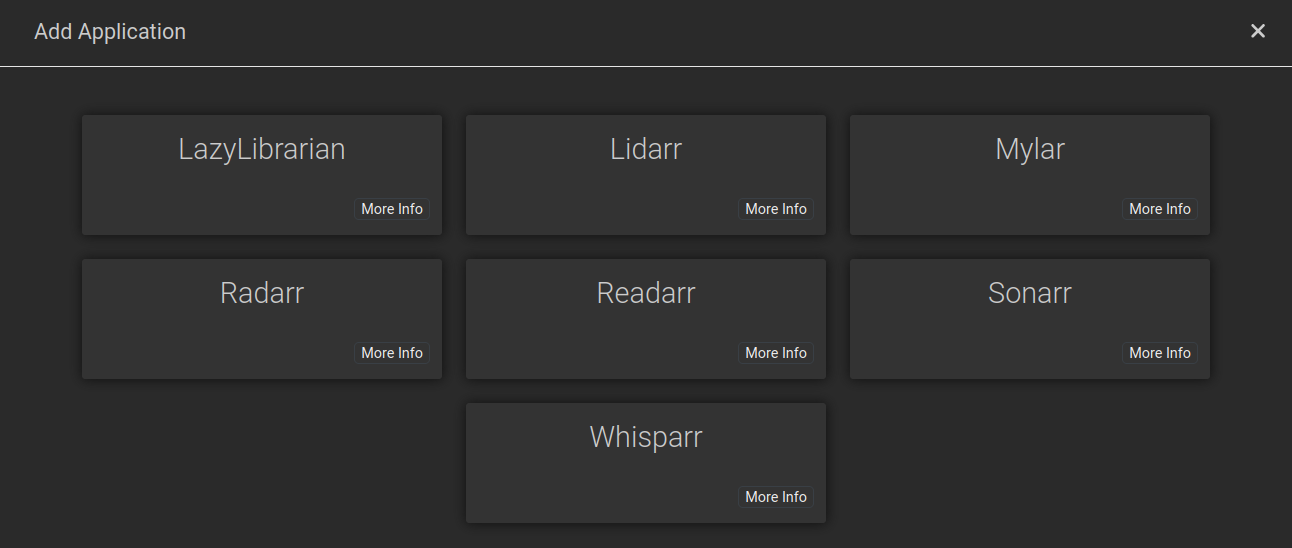 Add Application
LazyLibrarian
More Info
Lidarr
More Info
Mylar
More Info
Radarr
More Info
Readarr
More Info
Sonarr
More Info
Whisparr
More Info